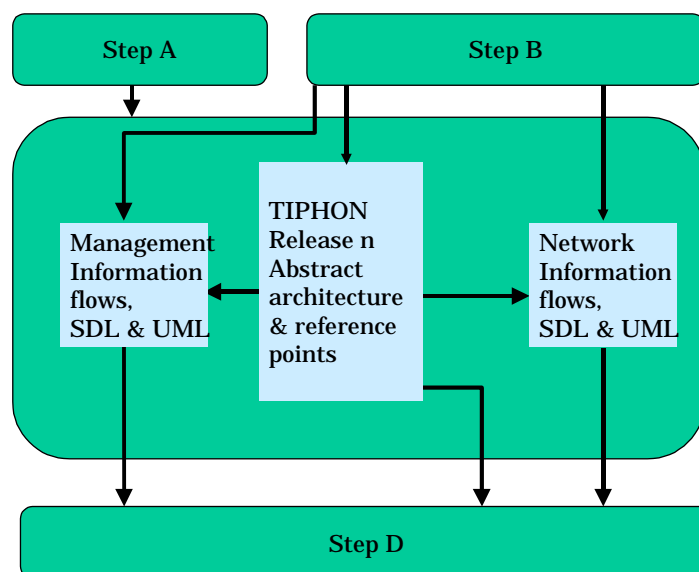 Step A
Step B
Management
Information
flows,
SDL & UML
TIPHON
Release n
Abstract
architecture
& reference
points
Network
Information
flows,
SDL & UML
Step D